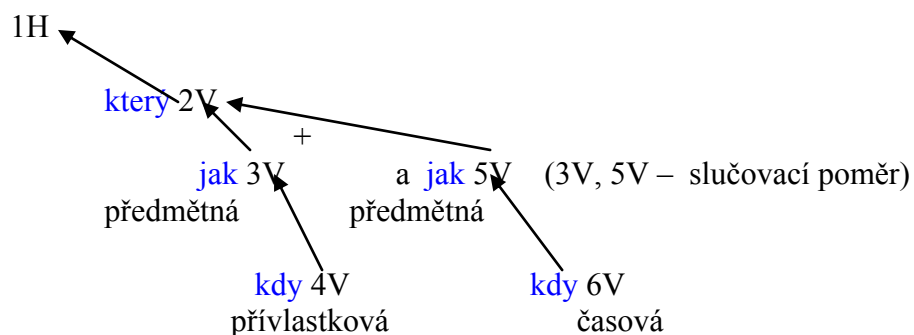 1H
který 2V
+
jak 3V a jak 5V (3V, 5V – slučovací poměr)
předmětná předmětná
kdy 4V kdy 6V
přívlastková časová